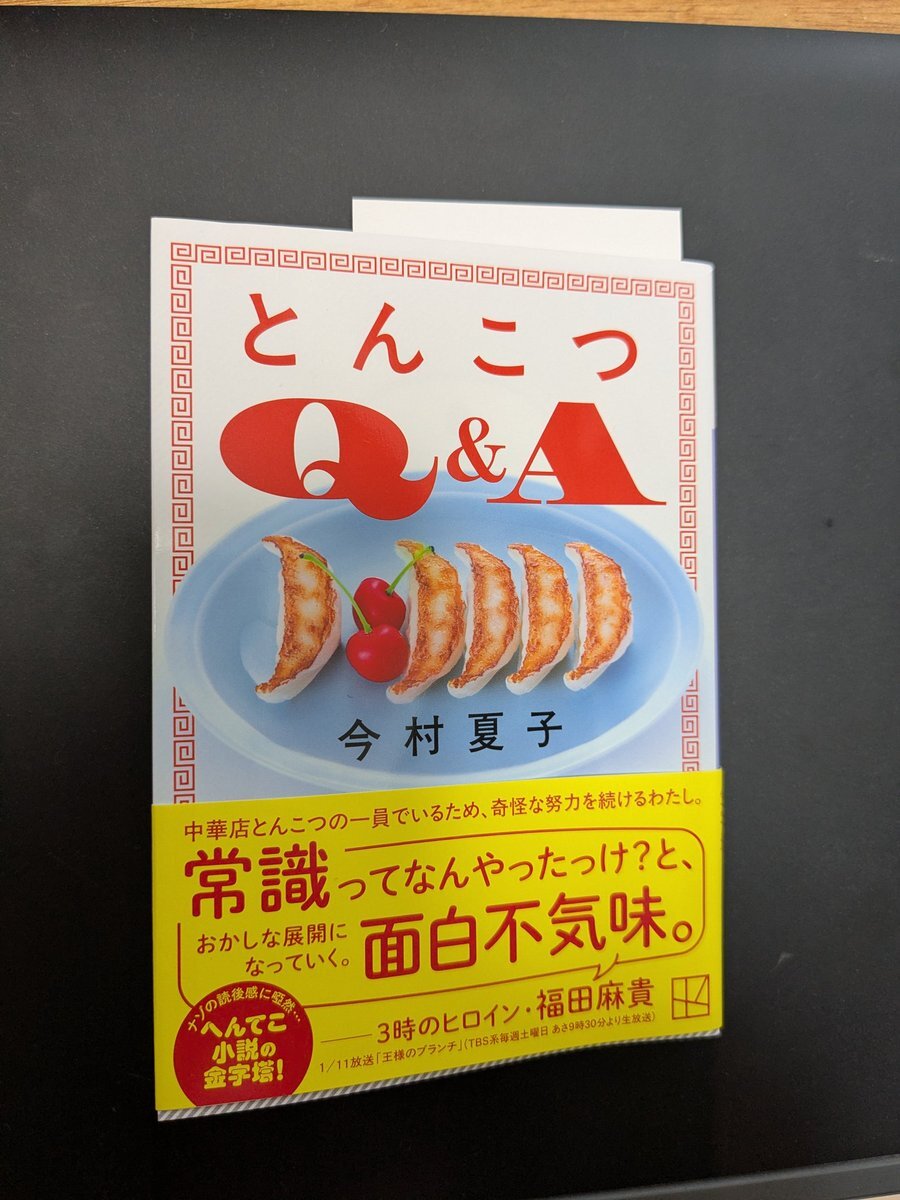 とんこつ
Q&A
今村夏子
中華店とんこつの一員でいるため、奇怪な努力を続けるわたし。
常識ってなんやったっけ?と、
おかしな展開に
なっていく。
面白不気味。
ナゾの読後感に啞然…
へんてこ
小説の
金字塔!
――3時のヒロイン・福田麻貴
1/11放送「王様のブランチ」(TBS系毎週土曜日 あさ9時30分より生放送)